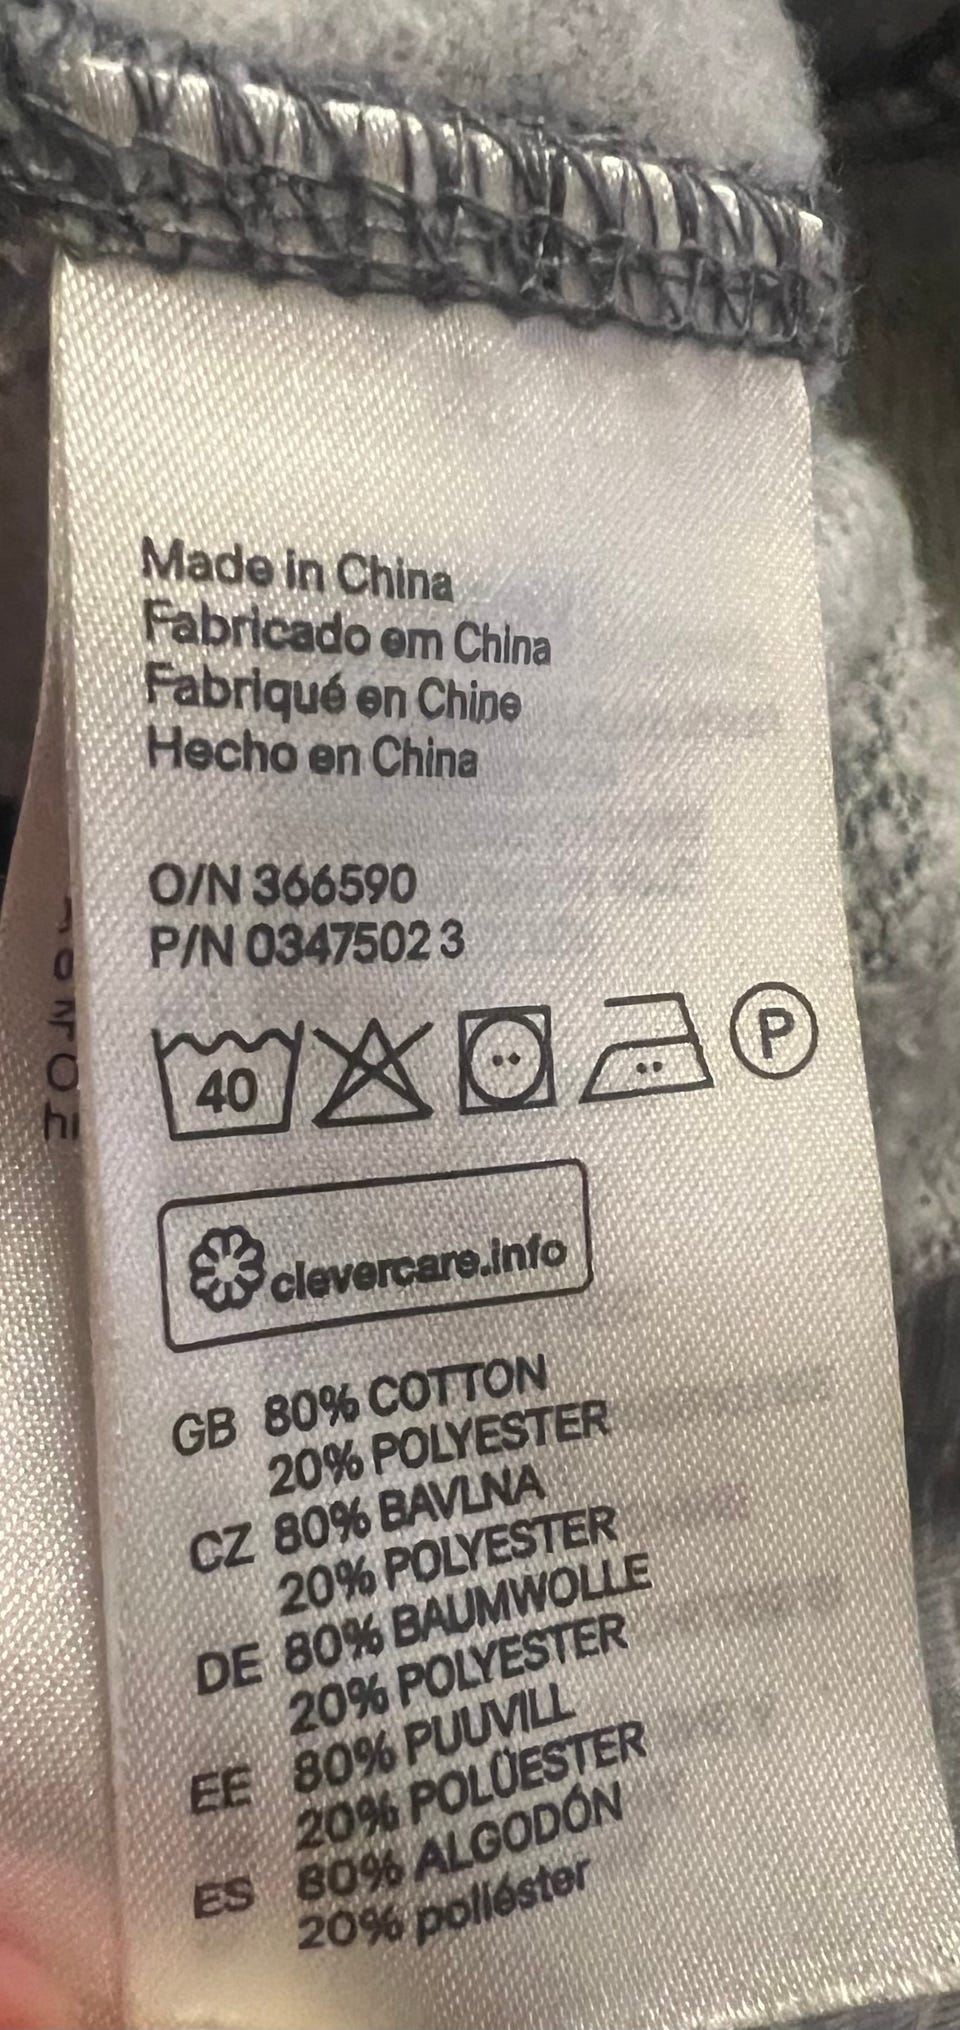 Made in China
Fabricado em China
Fabriqué en Chine
Hecho en China
O/N 366590
P/N 0347502 3
40 P
clevercare.info
GB 80% COTTON
20% POLYESTER
CZ 80% BAVLNA
20% POLYESTER
DE 80% BAUMWOLLE
20% POLYESTER
EE 80% PUUVILL
20% POLÜESTER
ES 80% ALGODÓN
20% poliéster